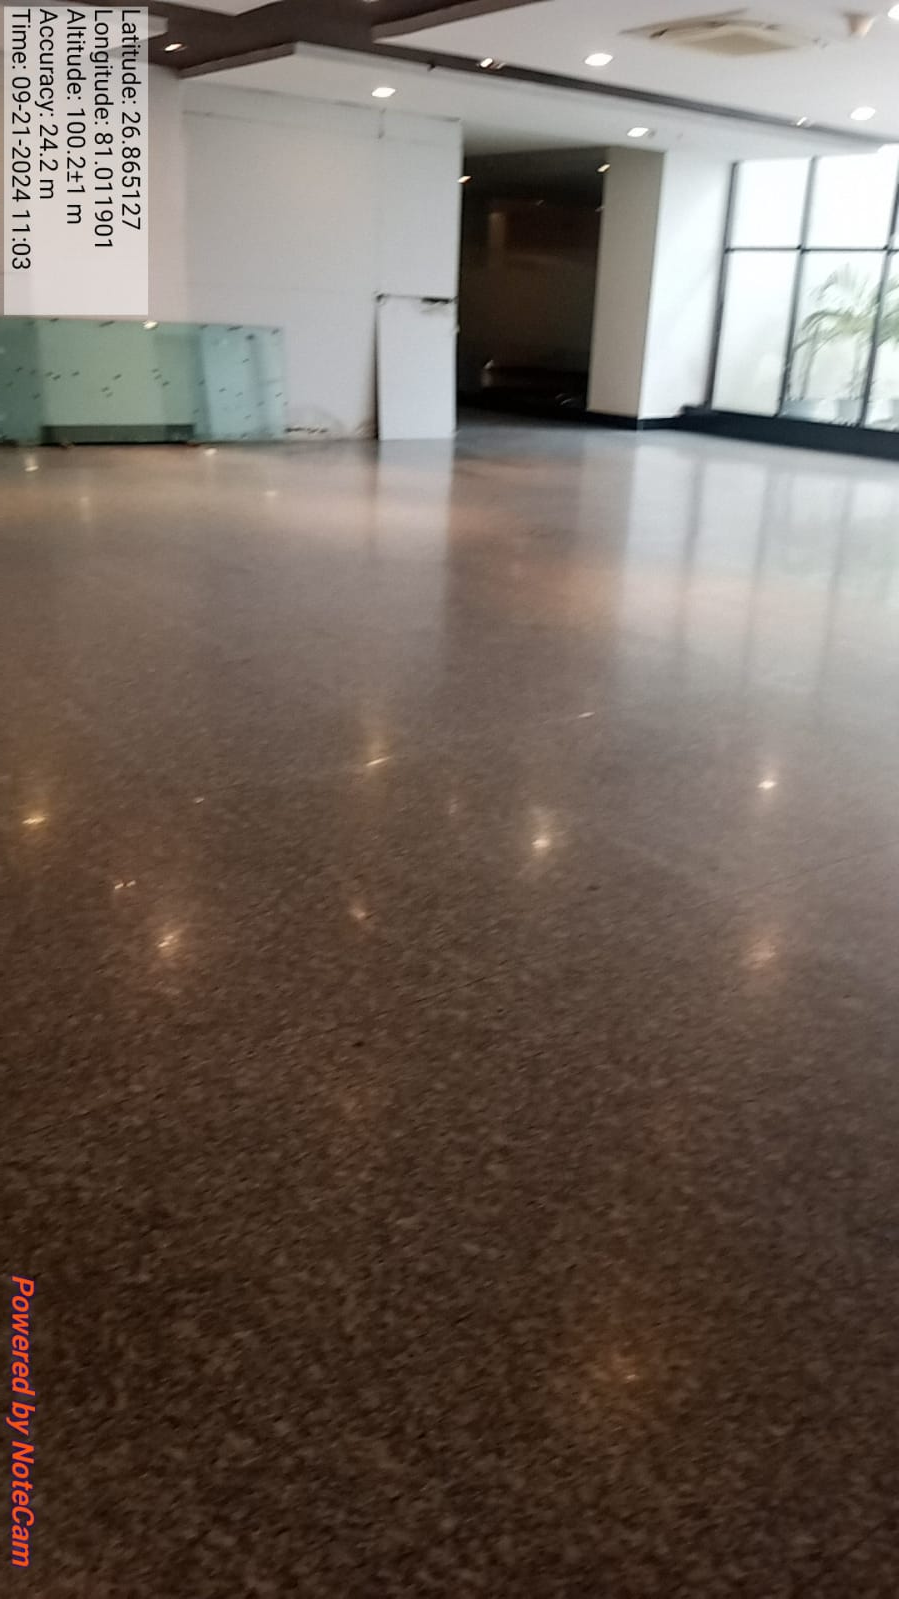 Latitude: 26.865127
Longitude: 81.011901
Altitude: 100.2±1 m
Accuracy: 24.2 m
Time: 09-21-2024 11:03
Powered by NoteCam